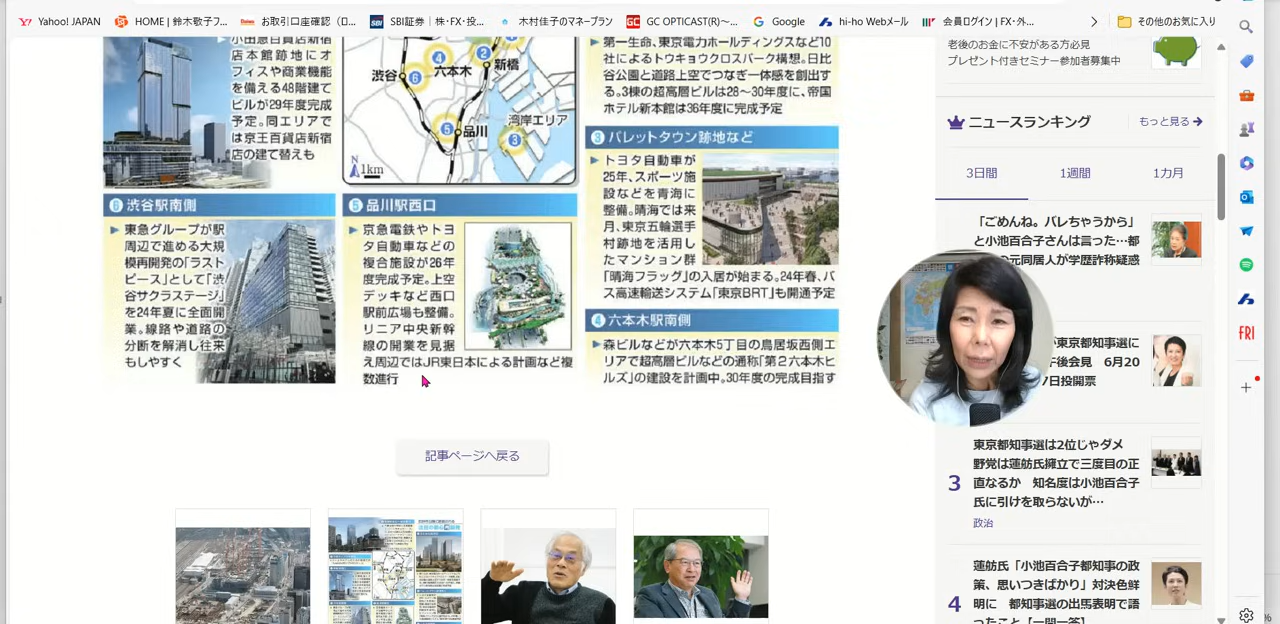 Yahoo! JAPAN
HOME | 鈴木敬子フ...
お取引口座確認（ロ...
SBI証券｜株・FX・投...
木村佳子のマネープラン
GC OPTICAST(R)〜...
Google
hi-ho Webメール
会員ログイン | FX・外...
その他のお気に入り
小田急百貨店新宿
店本館跡地にオ
フィスや商業機能
を備える48階建て
ビルが29年度完成
予定。同エリアで
は京王百貨店新宿
店の建て替えも
渋谷
六本木
新橋
品川
湾岸エリア
②
④
⑥
⑤
③
N
1km
▶第一生命、東京電力ホールディングスなど10
社によるトウキョウクロスパーク構想。日比
谷公園と道路上空でつなぎ一体感を創出す
る。3棟の超高層ビルは28〜30年度に、帝国
ホテル新本館は36年度に完成予定
③パレットタウン跡地など
▶トヨタ自動車が
25年、スポーツ施
設などを青海に
整備。晴海では来
月、東京五輪選手
村跡地を活用し
たマンション群
「晴海フラッグ」の入居が始まる。24年春、バ
ス高速輸送システム「東京BRT」も開通予定
⑥渋谷駅南側
▶東急グループが駅
周辺で進める大規
模再開発の「ラスト
ピース」として「渋
谷サクラステージ」
を24年夏に全面開
業。線路や道路の
分断を解消し往来
もしやすく
⑤品川駅西口
▶京急電鉄やトヨ
タ自動車などの
複合施設が26年
度完成予定。上空
デッキなど西口
駅前広場も整備。
リニア中央新幹
線の開業を見据
え周辺ではJR東日本による計画など複
数進行
④六本木駅南側
▶森ビルなどが六本木5丁目の鳥居坂西側エ
リアで超高層ビルなどの通称「第2六本木ヒ
ルズ」の建設を計画中。30年度の完成目指す
記事ページへ戻る
老後のお金に不安がある方必見
プレゼント付きセミナー参加者募集中
ニュースランキング
もっと見る
3日間
1週間
1カ月
「ごめんね。バレちゃうから」
と小池百合子さんは言った…都
の元同居人が学歴詐称疑惑
東京都知事選に
午後会見　6月20
7日投開票
3
東京都知事選は2位じゃダメ
野党は蓮舫氏擁立で三度目の正
直なるか　知名度は小池百合子
氏に引けを取らないが…
政治
4
蓮舫氏「小池百合子都知事の政
策、思いつきばかり」対決色鮮
明に　都知事選の出馬表明で語
ったこと【一問一答】
FRI
%